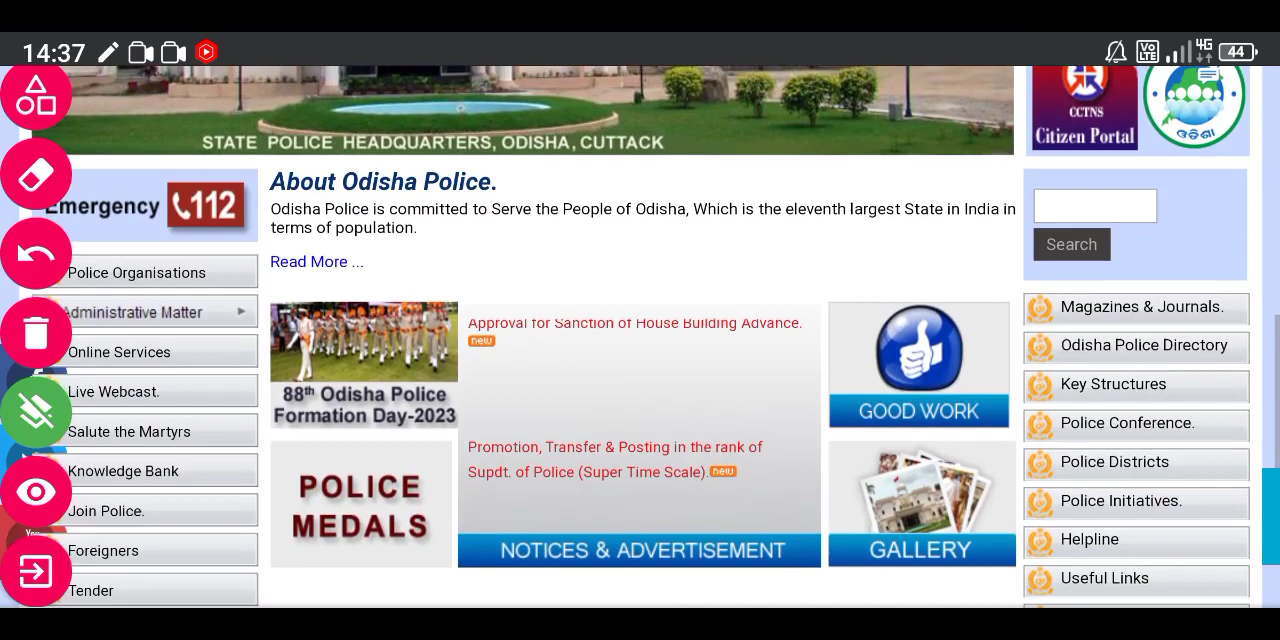 14:37
VO LTE 4G 44
STATE POLICE HEADQUARTERS, ODISHA, CUTTACK
CCTNS
Citizen Portal
ଓଡ଼ିଶା
Emergency 112
About Odisha Police.
Odisha Police is committed to Serve the People of Odisha, Which is the eleventh largest State in India in
terms of population.
Read More ...
Search
Police Organisations
Administrative Matter
Online Services
Live Webcast.
Salute the Martyrs
Knowledge Bank
Join Police.
Foreigners
Tender
88th Odisha Police
Formation Day-2023
POLICE
MEDALS
Approval for Sanction of House Building Advance.
new
Promotion, Transfer & Posting in the rank of
Supdt. of Police (Super Time Scale). new
NOTICES & ADVERTISEMENT
GOOD WORK
GALLERY
Magazines & Journals.
Odisha Police Directory
Key Structures
Police Conference.
Police Districts
Police Initiatives.
Helpline
Useful Links